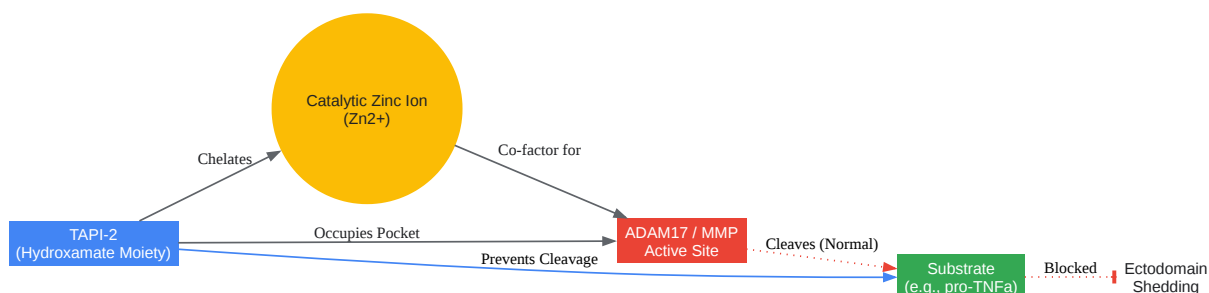 Catalytic Zinc Ion
(Zn2+)
Chelates
Co-factor for
TAPI-2
(Hydroxamate Moiety)
Occupies Pocket
ADAM17 / MMP
Active Site
Cleaves (Normal)
Prevents Cleavage
Substrate
(e.g., pro-TNFa)
Blocked
Ectodomain
Shedding